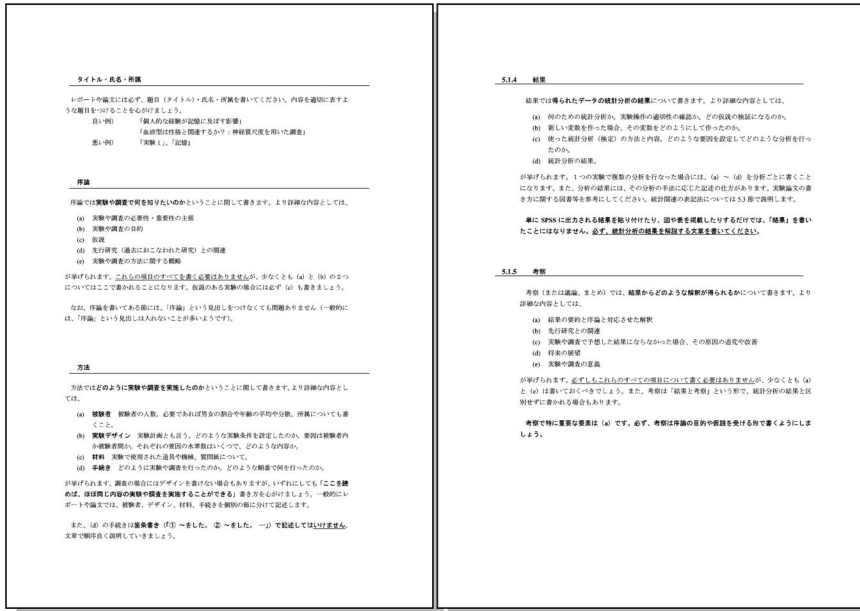 タイトル・氏名・所属
レポートや論文には必ず、題目（タイトル）・氏名・所属を書いてください。内容を適切に表すよ
うな題目をつけることを心がけましょう。
良い例） 「個人的な経験が記憶に及ぼす影響」
「血液型は性格と関連するか？：神経質尺度を用いた調査」
悪い例） 「実験１」、「記憶」
序論
序論では実験や調査で何を知りたいのかということに関して書きます。より詳細な内容としては、
(a) 実験や調査の必要性・重要性の主張
(b) 実験や調査の目的
(c) 仮説
(d) 先行研究（過去におこなわれた研究）との関連
(e) 実験や調査の方法に関する概略
が挙げられます。これらの項目のすべてを書く必要はありませんが、少なくとも (a) と (b) の２つ
についてはここで書かれることになります。仮説のある実験の場合には必ず (c) も書きましょう。
なお、序論を書いてある節には、「序論」という見出しをつけなくても問題ありません（一般的に
は、「序論」という見出しは入れないことが多いようです）。
方法
方法ではどのように実験や調査を実施したのかということに関して書きます。より詳細な内容とし
ては、
(a) 被験者 被験者の人数。必要であれば男女の割合や年齢の平均や分散。所属についても書
くこと。
(b) 実験デザイン 実験計画とも言う。どのような実験条件を設定したのか。要因は被験者内
か被験者間か。それぞれの要因の水準数はいくつで、どのような内容か。
(c) 材料 実験で使用された道具や機械、質問紙について。
(d) 手続き どのように実験や調査を行ったのか。どのような順番で何を行ったのか。
が挙げられます。調査の場合にはデザインを書けない場合もありますが、いずれにしても「ここを読
めば、ほぼ同じ内容の実験や調査を実施することができる」書き方を心がけましょう。一般的にレ
ポートや論文では、被験者、デザイン、材料、手続きを個別の節に分けて記述します。
また、(d) の手続きは箇条書き（『① ～をした。 ② ～をした。 …』）で記述してはいけません。
文章で順序良く説明していきましょう。
5.1.4 結果
結果では得られたデータの統計分析の結果について書きます。より詳細な内容としては、
(a) 何のための統計分析か。実験操作の適切性の確認か。どの仮説の検証になるのか。
(b) 新しい変数を作った場合、その変数をどのようにして作ったのか。
(c) 使った統計分析（検定）の方法と内容。どのような要因を設定してどのような分析を行っ
たのか。
(d) 統計分析の結果。
が挙げられます。１つの実験で複数の分析を行なった場合には、(a) ～ (d) を分析ごとに書くこと
になります。また、分析の結果には、その分析の手法に応じた記述の仕方があります。実験論文の書
き方に関する図書等を参考にしてください。統計関連の表記法については 5.3 節で説明します。
単に SPSS に出力される結果を貼り付けたり、図や表を掲載したりするだけでは、「結果」を書い
たことにはなりません。必ず、統計分析の結果を解説する文章を書いてください。
5.1.5 考察
考察（または議論、まとめ）では、結果からどのような解釈が得られるかについて書きます。より
詳細な内容としては、
(a) 結果の要約と序論と対応させた解釈
(b) 先行研究との関連
(c) 実験や調査で予想した結果にならなかった場合、その原因の追究や改善
(d) 将来の展望
(e) 実験や調査の意義
が挙げられます。必ずしもこれらのすべての項目について書く必要はありませんが、少なくとも (a)
と (e) は書いておくべきでしょう。また、考察は「結果と考察」という形で、統計分析の結果と区
別せずに書かれる場合もあります。
考察で特に重要な要素は (a) です。必ず、考察は序論の目的や仮説を受ける形で書くようにしま
しょう。